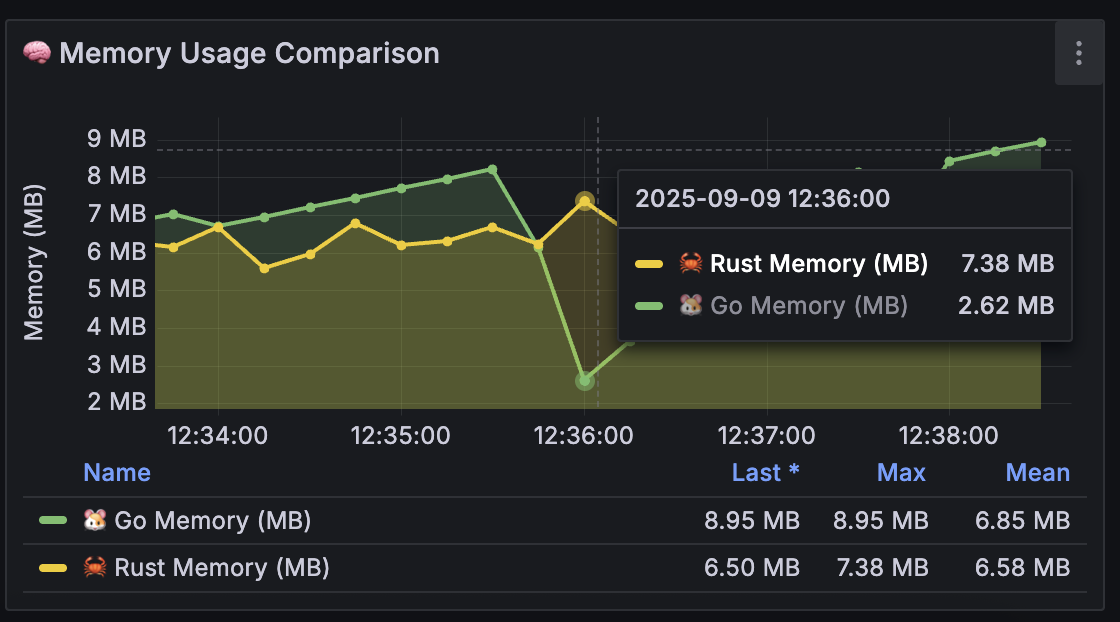 🧠 Memory Usage Comparison
Memory (MB)
9 MB
8 MB
7 MB
6 MB
5 MB
4 MB
3 MB
2 MB
2025-09-09 12:36:00
🦀 Rust Memory (MB) 7.38 MB
🐹 Go Memory (MB) 2.62 MB
12:34:00 12:35:00 12:36:00 12:37:00 12:38:00
Name Last * Max Mean
🐹 Go Memory (MB) 8.95 MB 8.95 MB 6.85 MB
🦀 Rust Memory (MB) 6.50 MB 7.38 MB 6.58 MB